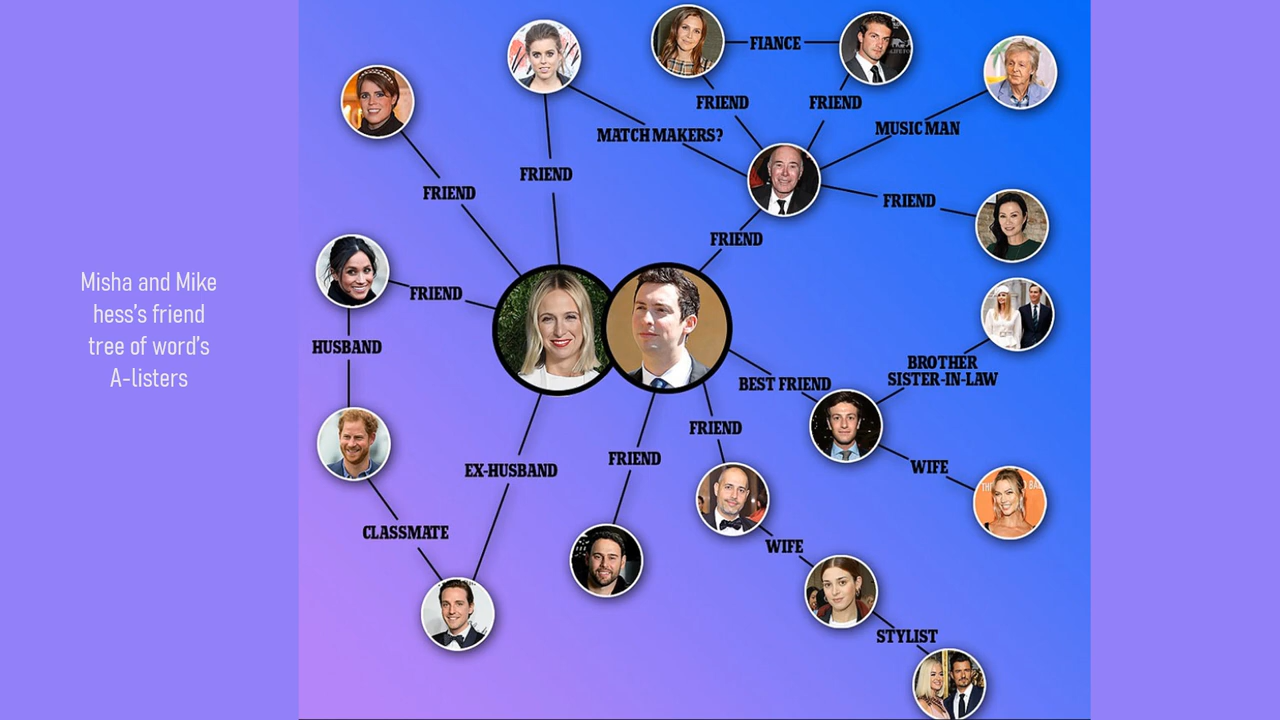 Misha and Mike
hess's friend
tree of word's
A-listers
FIANCE
FRIEND
FRIEND
MATCH MAKERS?
MUSIC MAN
FRIEND
FRIEND
FRIEND
FRIEND
FRIEND
HUSBAND
BROTHER
SISTER-IN-LAW
BEST FRIEND
FRIEND
FRIEND
EX-HUSBAND
WIFE
CLASSMATE
WIFE
STYLIST